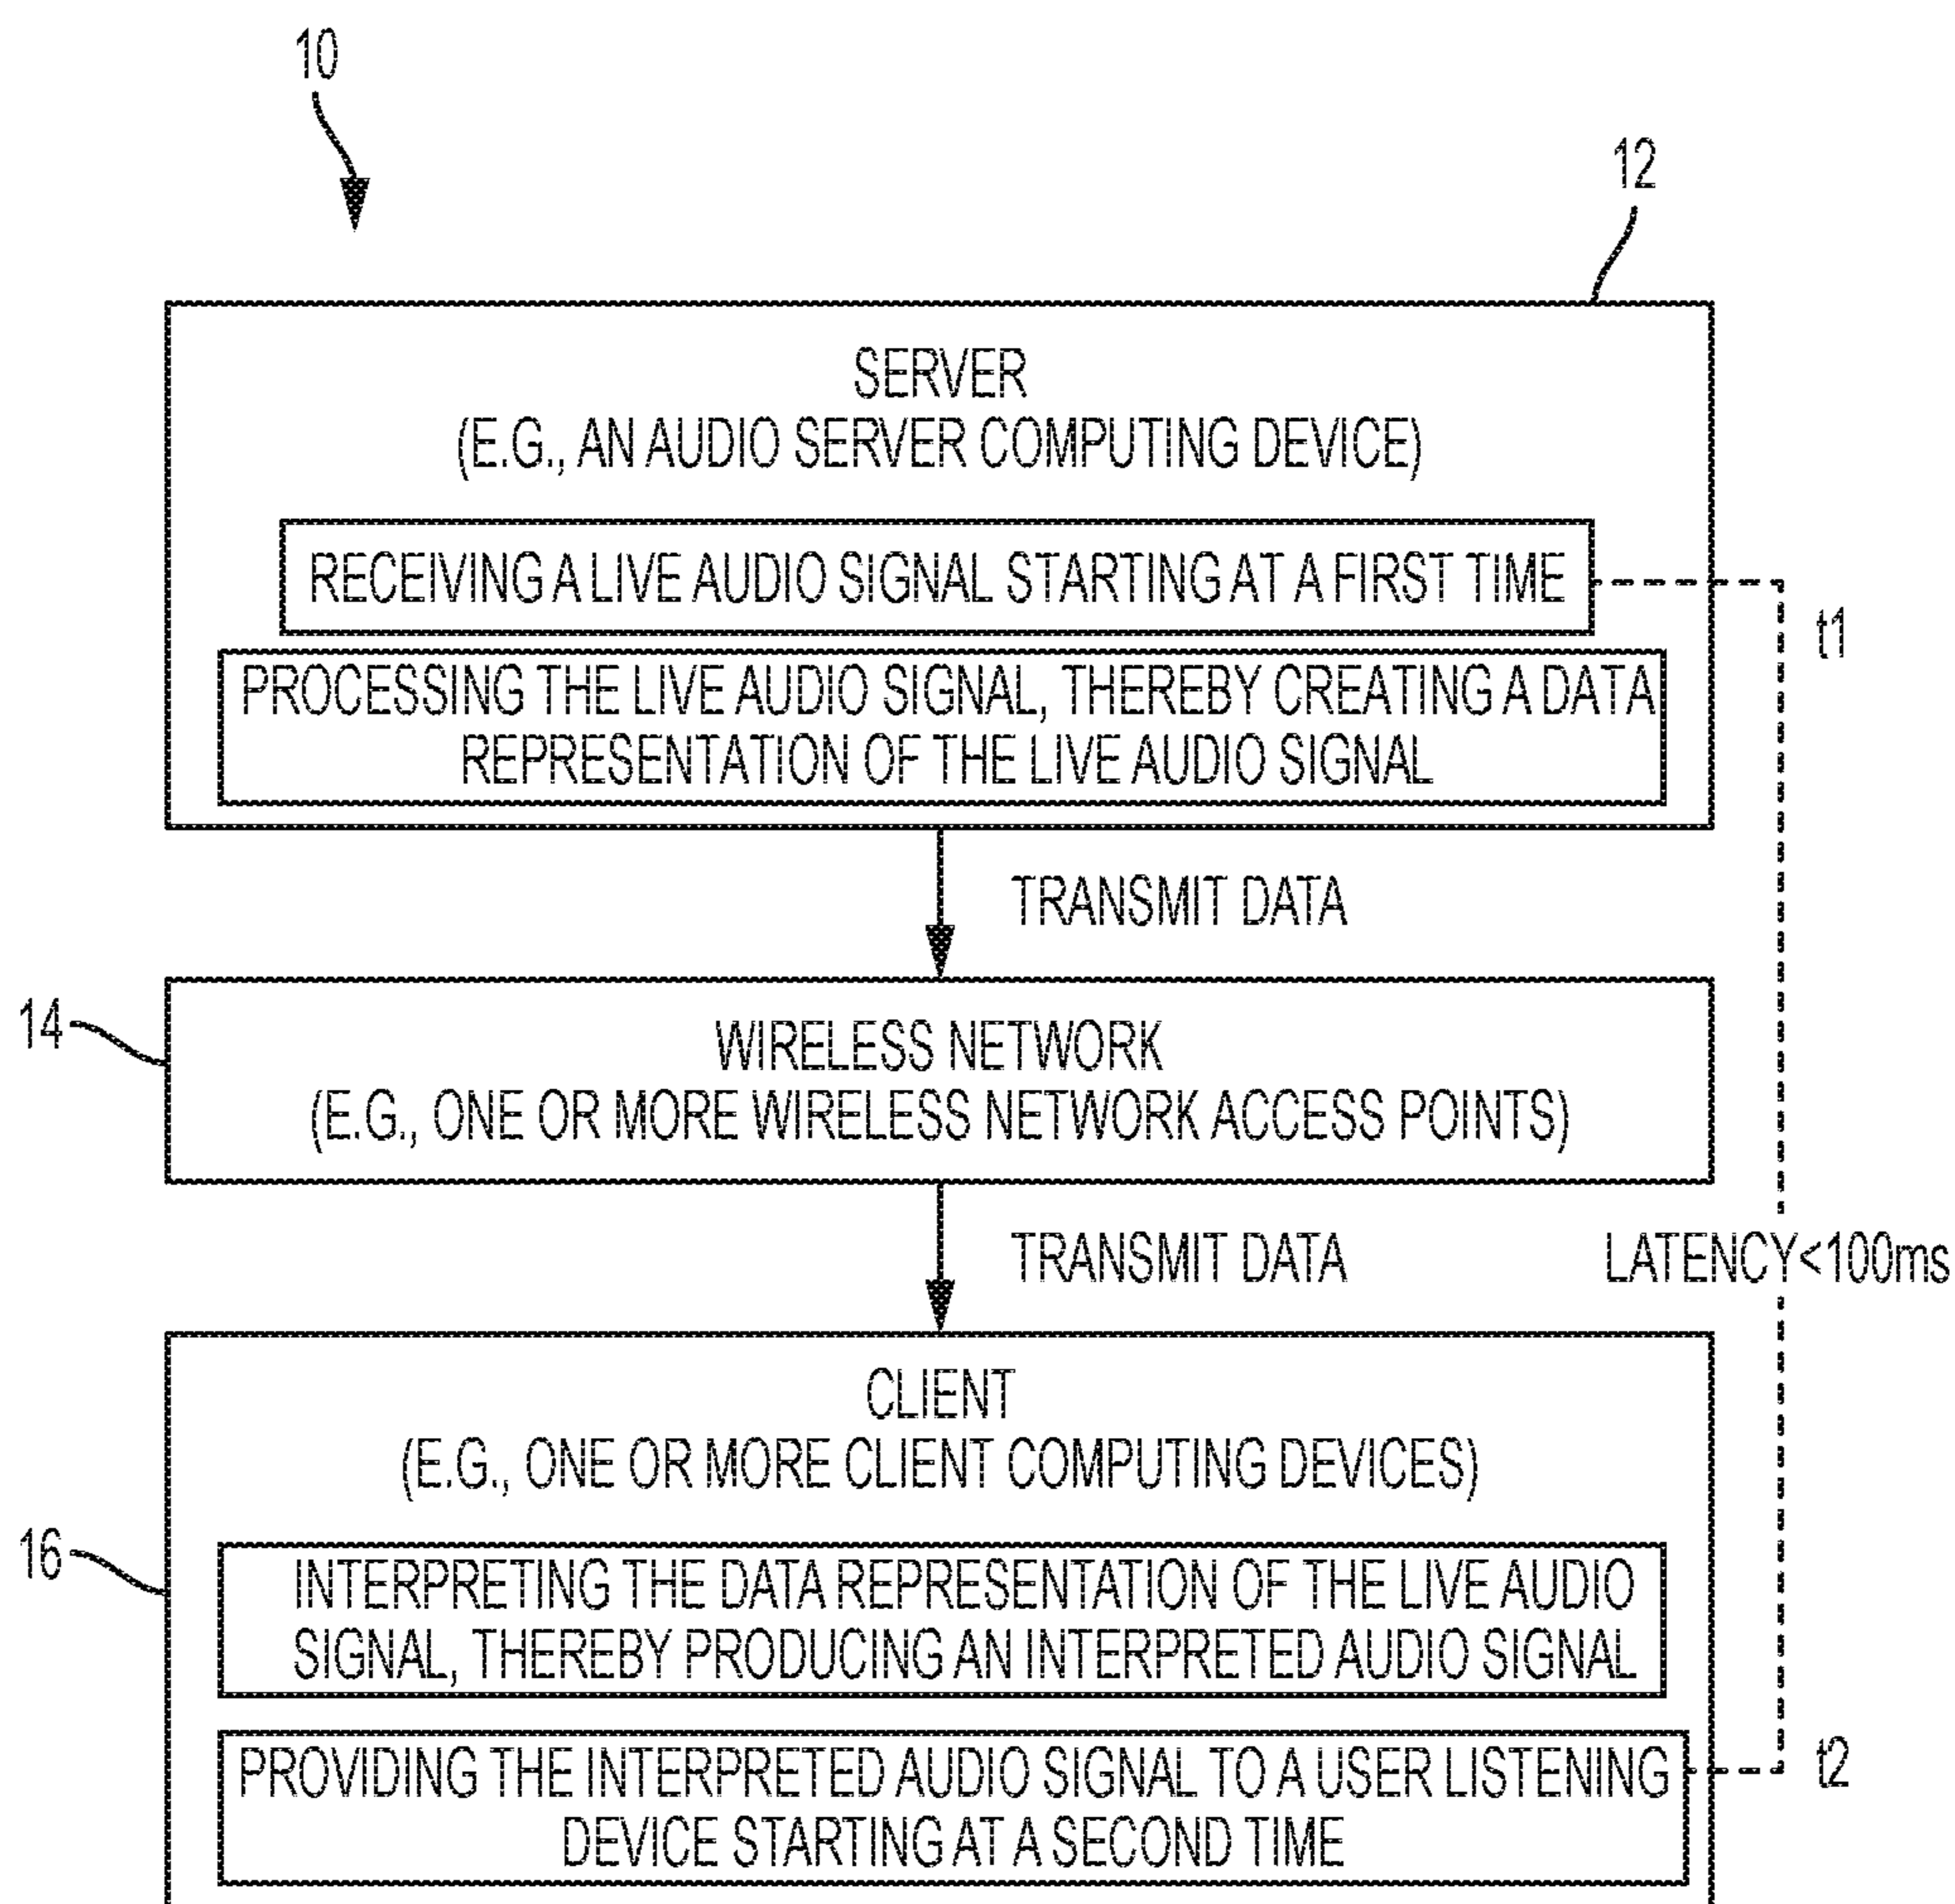 10
12
SERVER
(E.G., AN AUDIO SERVER COMPUTING DEVICE)
RECEIVING A LIVE AUDIO SIGNAL STARTING AT A FIRST TIME
t1
PROCESSING THE LIVE AUDIO SIGNAL, THEREBY CREATING A DATA
REPRESENTATION OF THE LIVE AUDIO SIGNAL
TRANSMIT DATA
14
WIRELESS NETWORK
(E.G., ONE OR MORE WIRELESS NETWORK ACCESS POINTS)
TRANSMIT DATA
LATENCY<100ms
CLIENT
(E.G., ONE OR MORE CLIENT COMPUTING DEVICES)
16
INTERPRETING THE DATA REPRESENTATION OF THE LIVE AUDIO
SIGNAL, THEREBY PRODUCING AN INTERPRETED AUDIO SIGNAL
PROVIDING THE INTERPRETED AUDIO SIGNAL TO A USER LISTENING
DEVICE STARTING AT A SECOND TIME
t2